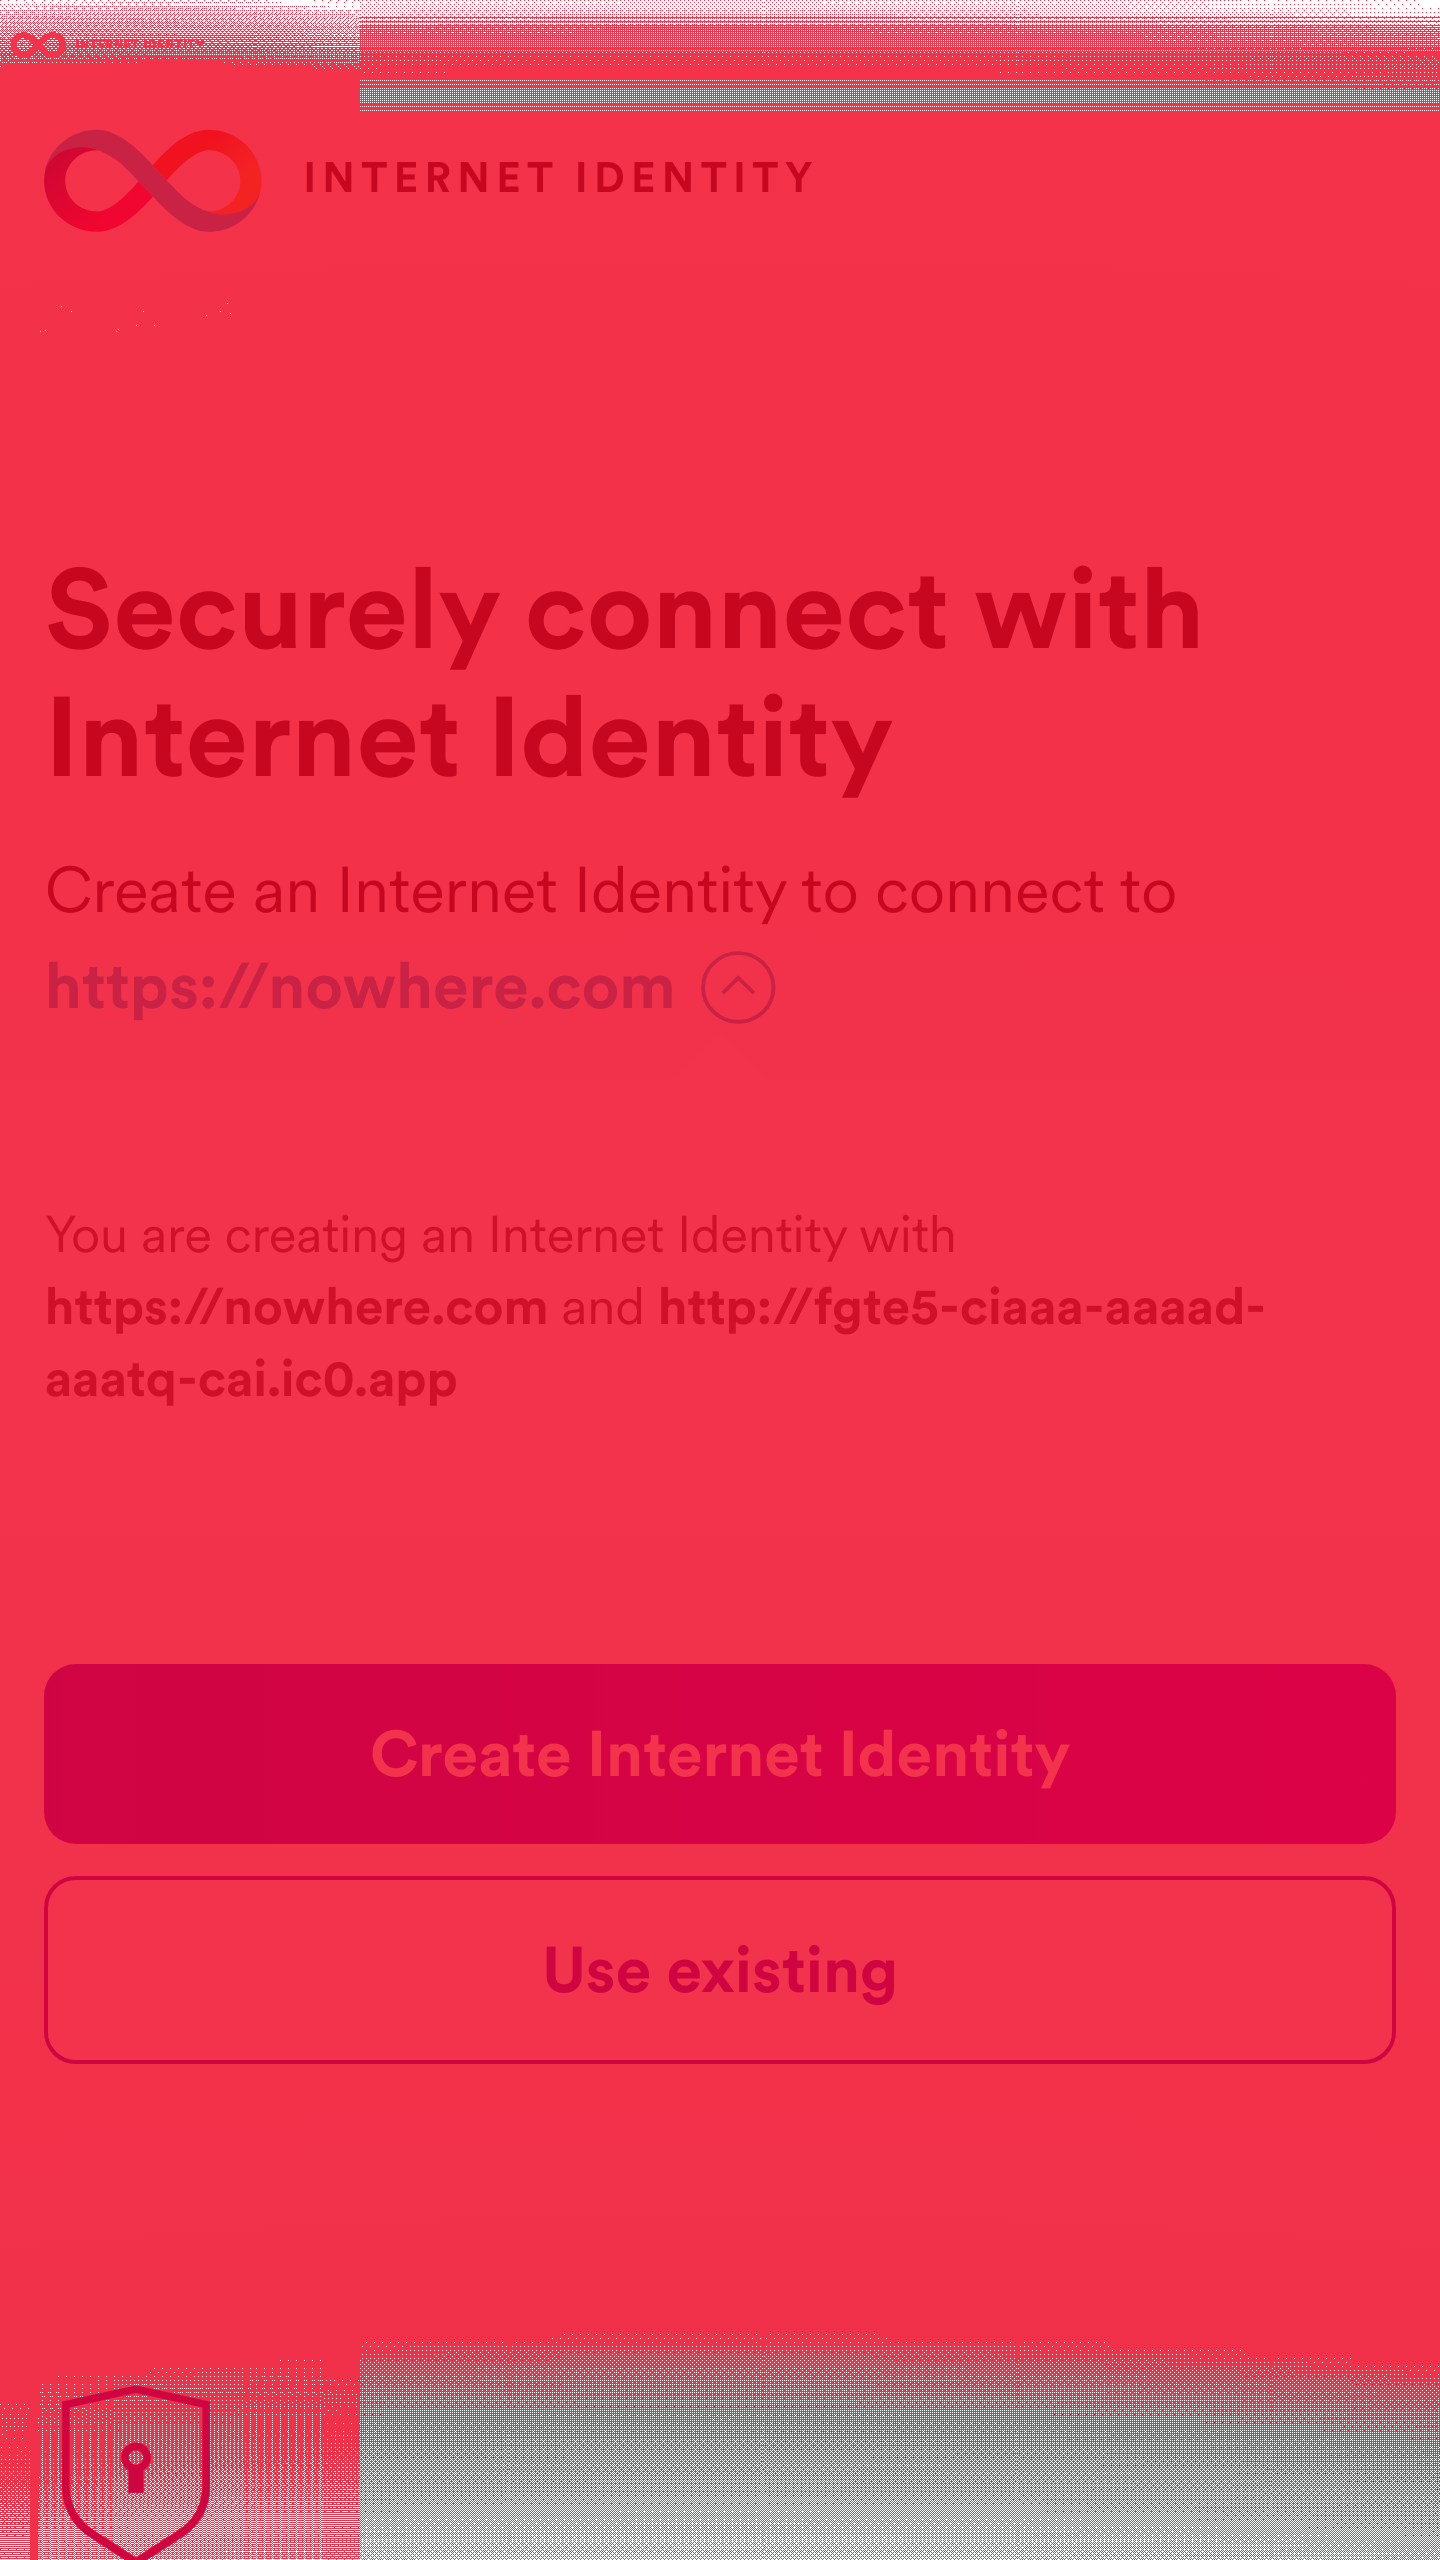 INTERNET IDENTITY
INTERNET IDENTITY
Securely connect with
Internet Identity
Create an Internet Identity to connect to
https://nowhere.com
You are creating an Internet Identity with
https://nowhere.com and http://fgte5-ciaaa-aaaad-
aaatq-cai.ic0.app
Create Internet Identity
Use existing